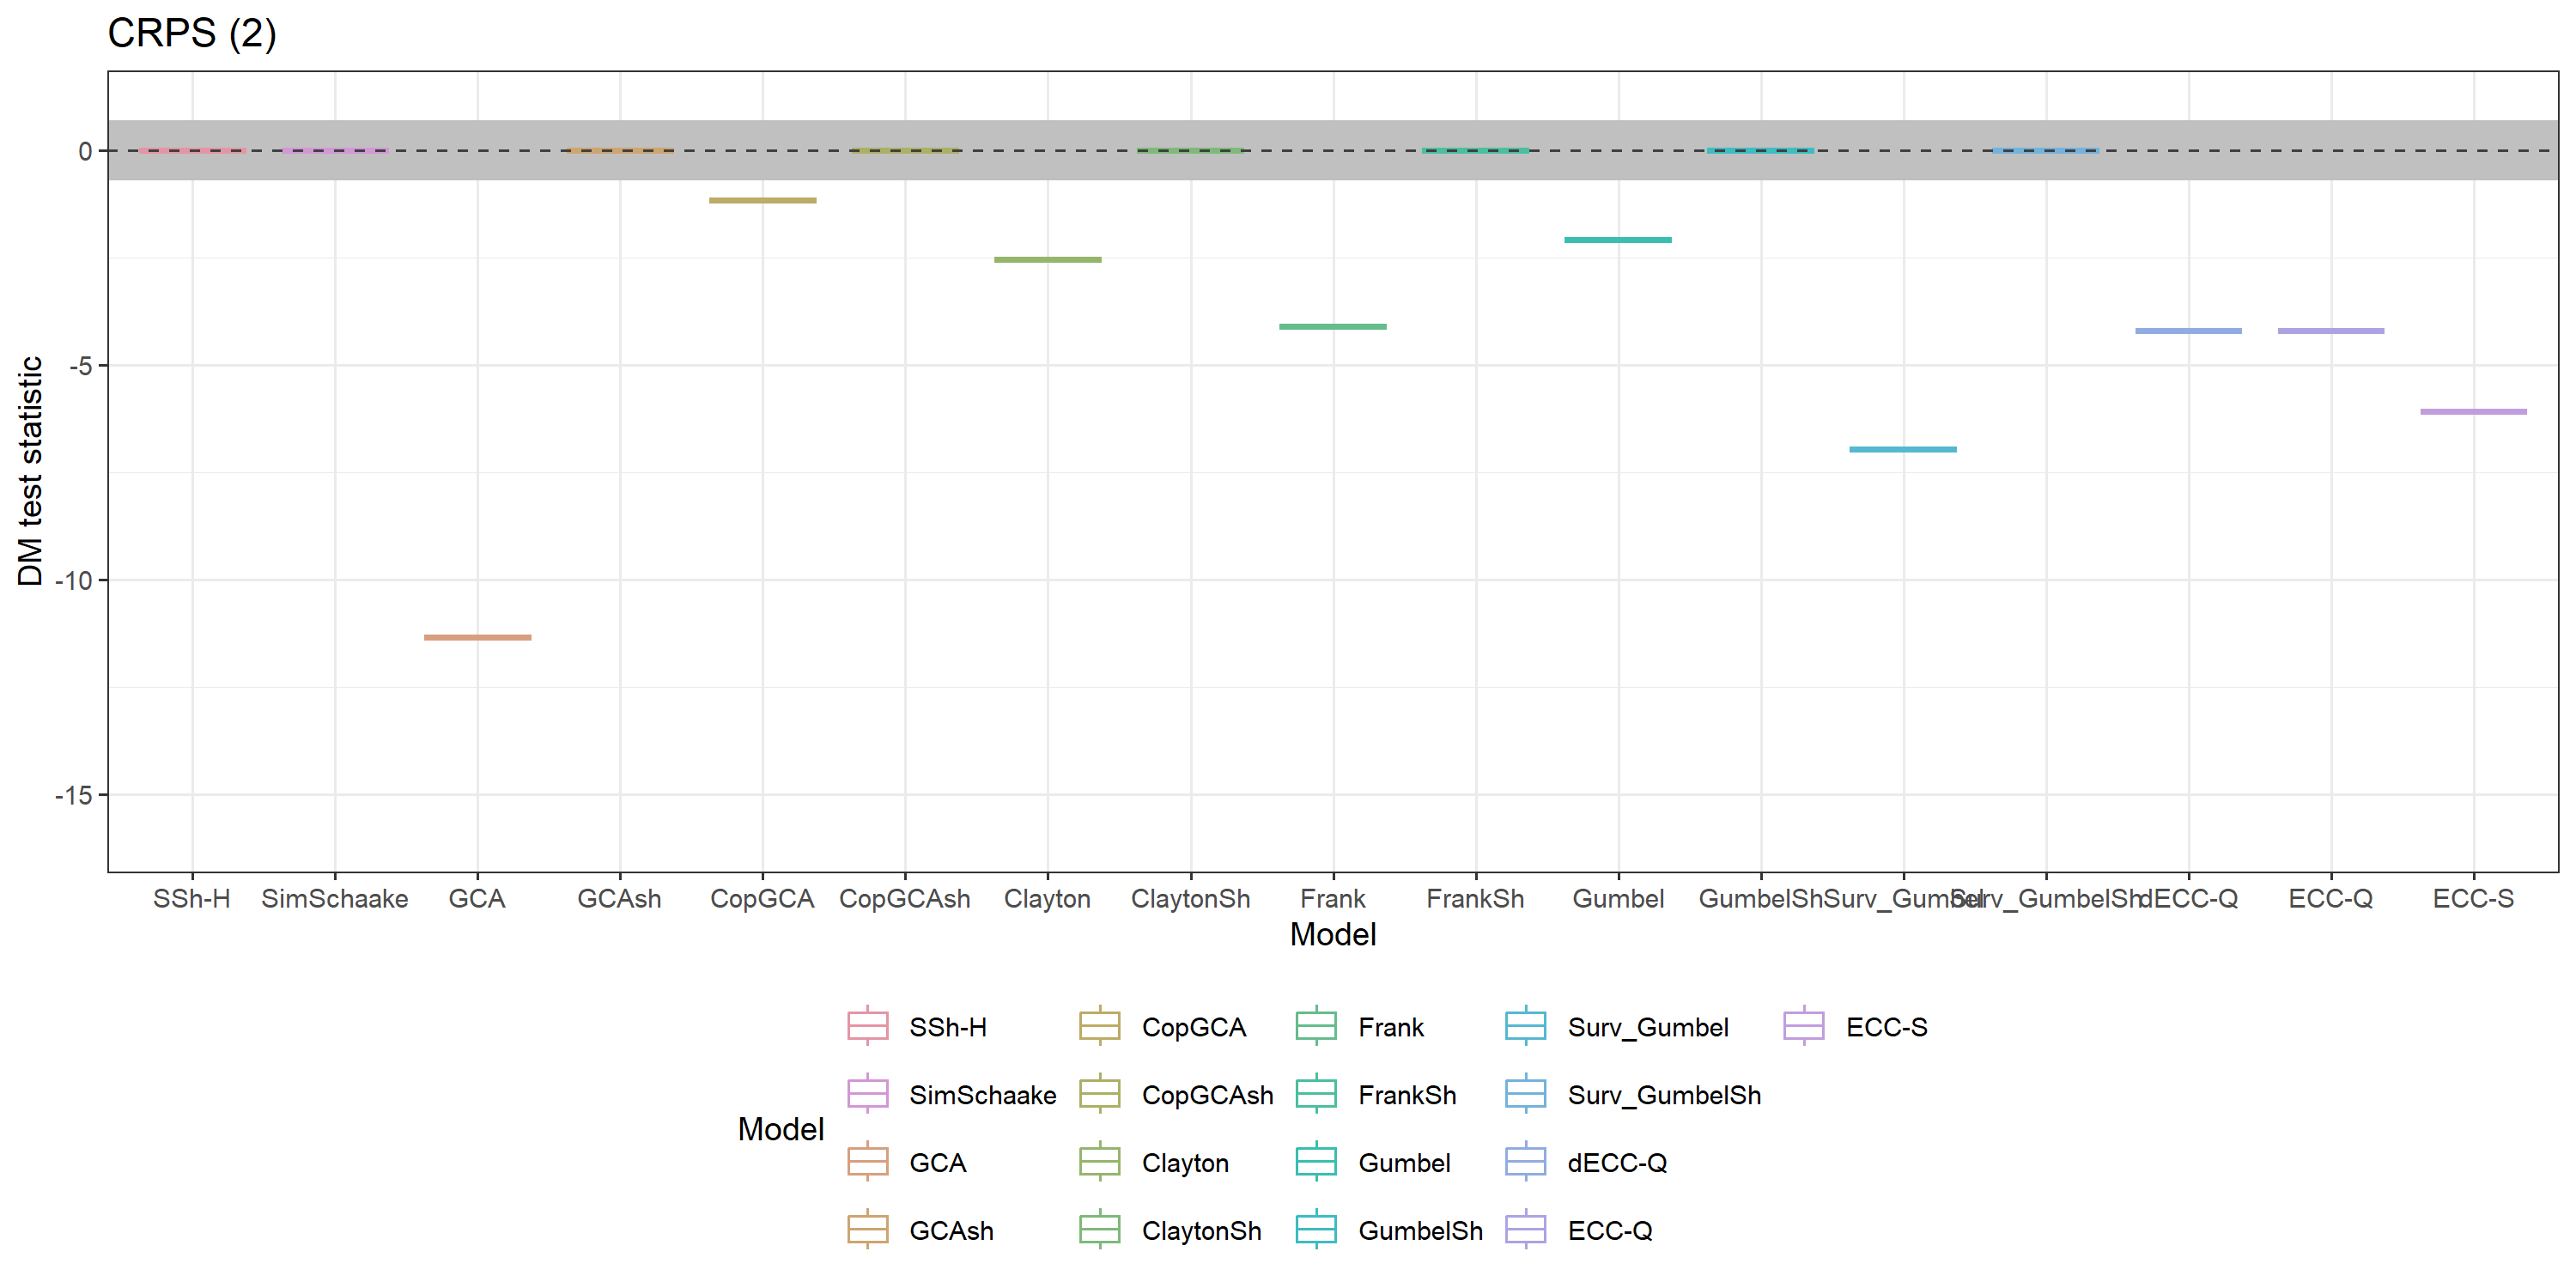 CRPS (2)
DM test statistic
0
-5
-10
-15
SSh-H SimSchaake GCA GCAsh CopGCA CopGCAsh Clayton ClaytonSh Frank FrankSh Gumbel GumbelSh Surv_Gumbel Surv_GumbelSh dECC-Q ECC-Q ECC-S
Model
Model
SSh-H CopGCA Frank Surv_Gumbel ECC-S
SimSchaake CopGCAsh FrankSh Surv_GumbelSh
GCA Clayton Gumbel dECC-Q
GCAsh ClaytonSh GumbelSh ECC-Q